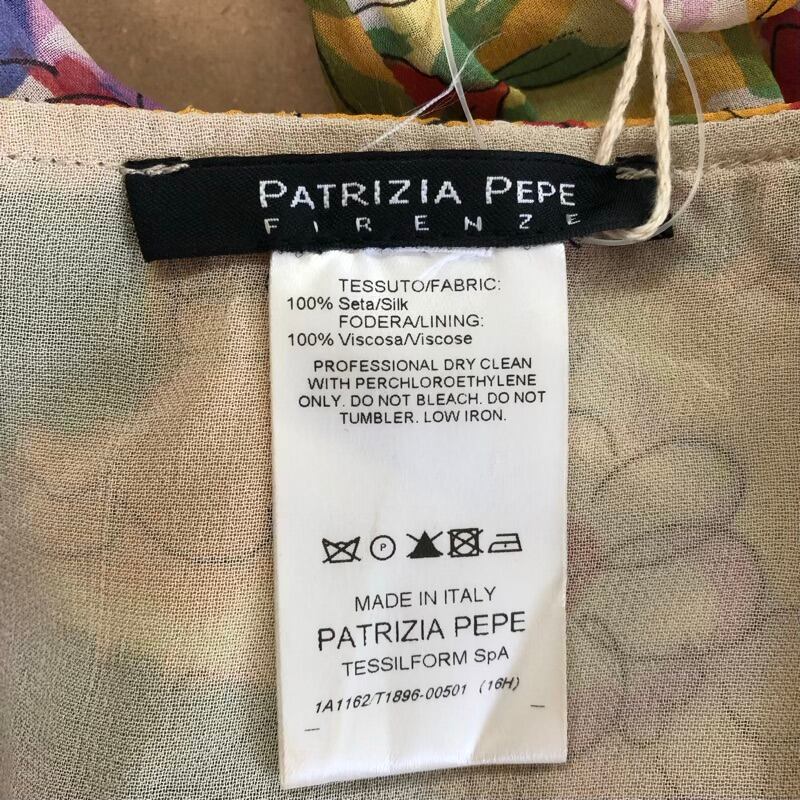 PATRIZIA PEPE
FIRENZE
TESSUTO/FABRIC:
100% Seta/Silk
FODERA/LINING:
100% Viscosa/Viscose
PROFESSIONAL DRY CLEAN
WITH PERCHLOROETHYLENE
ONLY. DO NOT BLEACH. DO NOT
TUMBLER. LOW IRON.
P
MADE IN ITALY
PATRIZIA PEPE
TESSILFORM SpA
1A1162/T1896-00501 (16H)